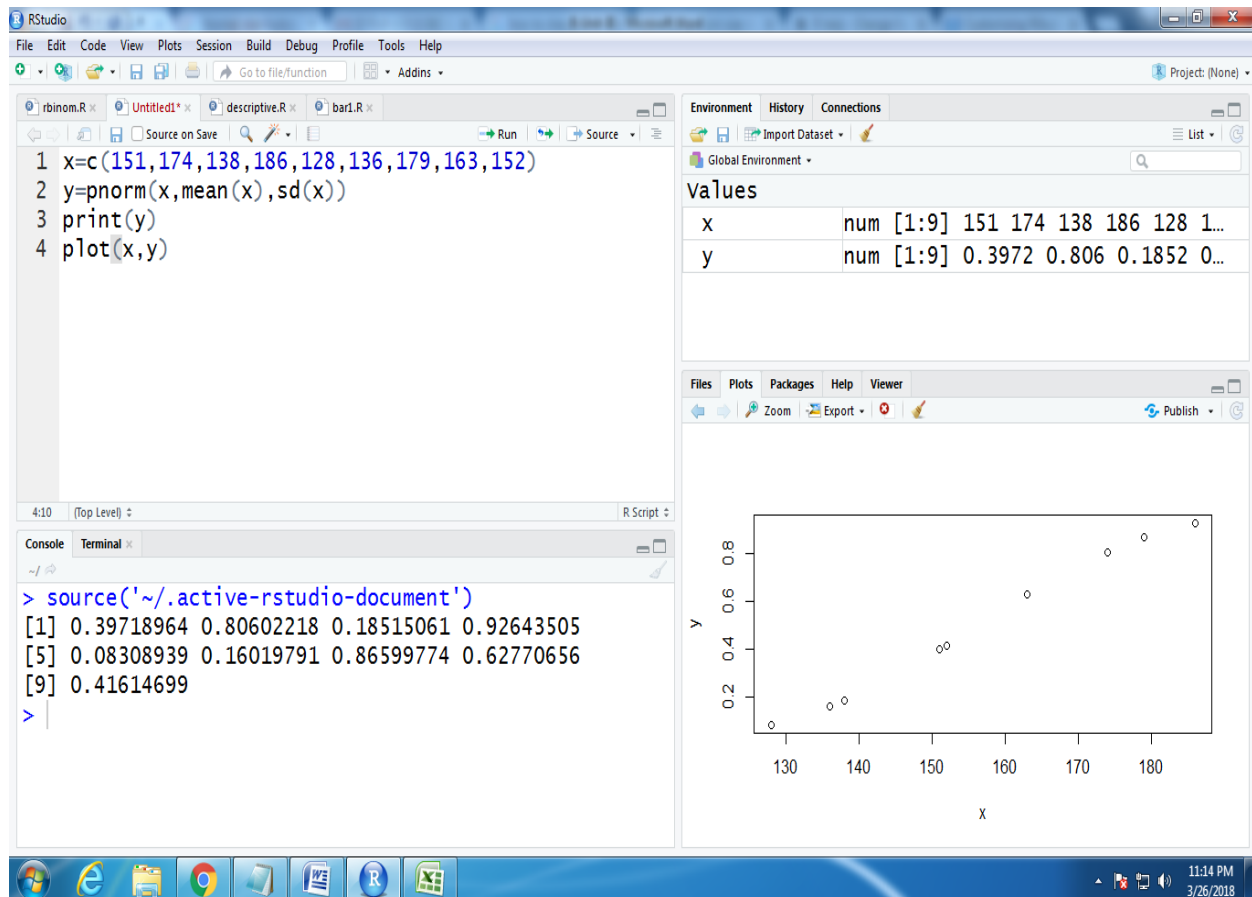 RStudio
File Edit Code View Plots Session Build Debug Profile Tools Help
Go to file/function Addins Project: (None)
rbinom.R Untitled1* descriptive.R bar1.R
Source on Save Run Source
1 x=c(151,174,138,186,128,136,179,163,152)
2 y=pnorm(x,mean(x),sd(x))
3 print(y)
4 plot(x,y)
4:10 (Top Level) R Script
Console Terminal
~/
> source('~/.active-rstudio-document')
[1] 0.39718964 0.80602218 0.18515061 0.92643505
[5] 0.08308939 0.16019791 0.86599774 0.62770656
[9] 0.41614699
>
Environment History Connections
Import Dataset List
Global Environment
Values
x num [1:9] 151 174 138 186 128 1…
y num [1:9] 0.3972 0.806 0.1852 0…
Files Plots Packages Help Viewer
Zoom Export Publish
y
0.8
0.6
0.4
0.2
130 140 150 160 170 180
x
11:14 PM
3/26/2018